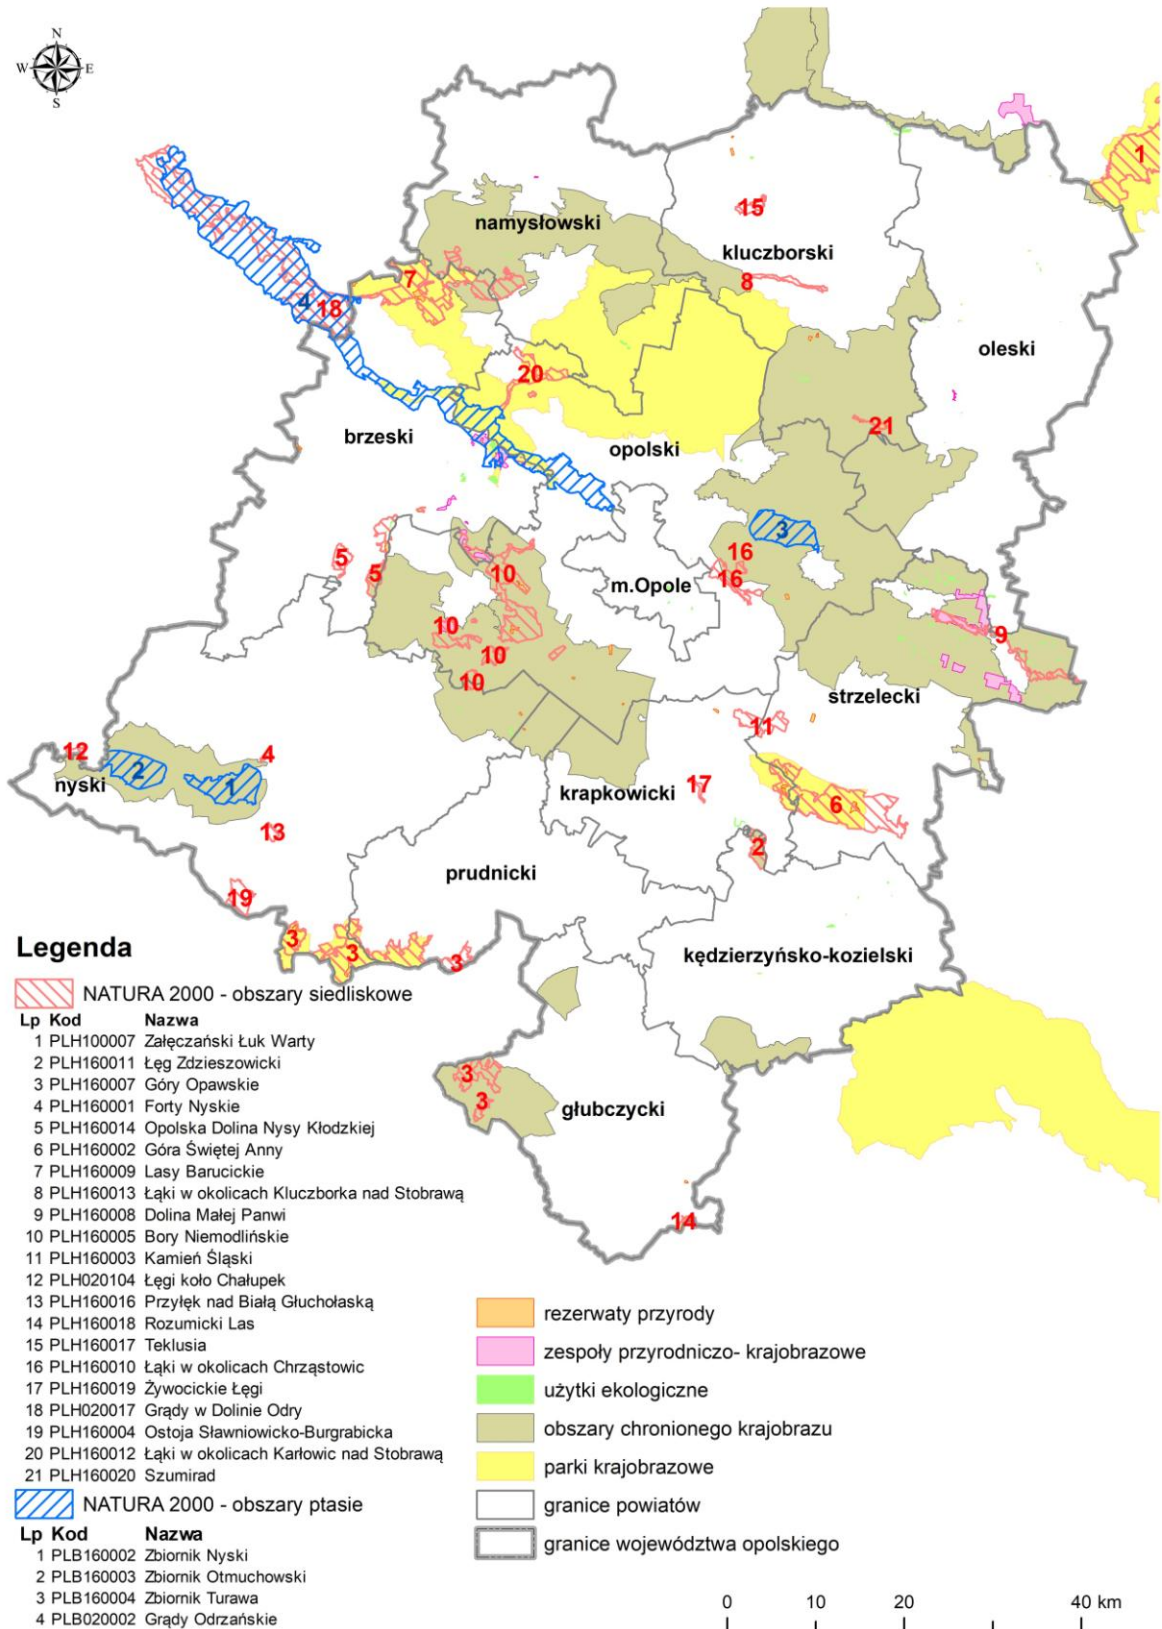 N
W E
S
1
15
namysłowski
kluczborski
7
8
4
18
oleski
20
21
brzeski
opolski
3
16
5
5
10
16
m.Opole
10
9
10
10
strzelecki
11
12
4
2
1
nyski
17
krapkowicki
6
13
2
prudnicki
19
3
3
3
kędzierzyńsko-kozielski
3
3
głubczycki
14
Legenda
NATURA 2000 - obszary siedliskowe
Lp Kod Nazwa
1 PLH100007 Załęczański Łuk Warty
2 PLH160011 Łęg Zdzieszowicki
3 PLH160007 Góry Opawskie
4 PLH160001 Forty Nyskie
5 PLH160014 Opolska Dolina Nysy Kłodzkiej
6 PLH160002 Góra Świętej Anny
7 PLH160009 Lasy Barucickie
8 PLH160013 Łąki w okolicach Kluczborka nad Stobrawą
9 PLH160008 Dolina Małej Panwi
10 PLH160005 Bory Niemodlińskie
11 PLH160003 Kamień Śląski
12 PLH020104 Łęgi koło Chałupek
13 PLH160016 Przyłęk nad Białą Głuchołaską
14 PLH160018 Rozumicki Las
15 PLH160017 Teklusia
16 PLH160010 Łąki w okolicach Chrząstowic
17 PLH160019 Żywocickie Łęgi
18 PLH020017 Grądy w Dolinie Odry
19 PLH160004 Ostoja Sławniowicko-Burgrabicka
20 PLH160012 Łąki w okolicach Karłowic nad Stobrawą
21 PLH160020 Szumirad
NATURA 2000 - obszary ptasie
Lp Kod Nazwa
1 PLB160002 Zbiornik Nyski
2 PLB160003 Zbiornik Otmuchowski
3 PLB160004 Zbiornik Turawa
4 PLB020002 Grądy Odrzańskie
rezerwaty przyrody
zespoły przyrodniczo- krajobrazowe
użytki ekologiczne
obszary chronionego krajobrazu
parki krajobrazowe
granice powiatów
granice województwa opolskiego
0 10 20 40 km